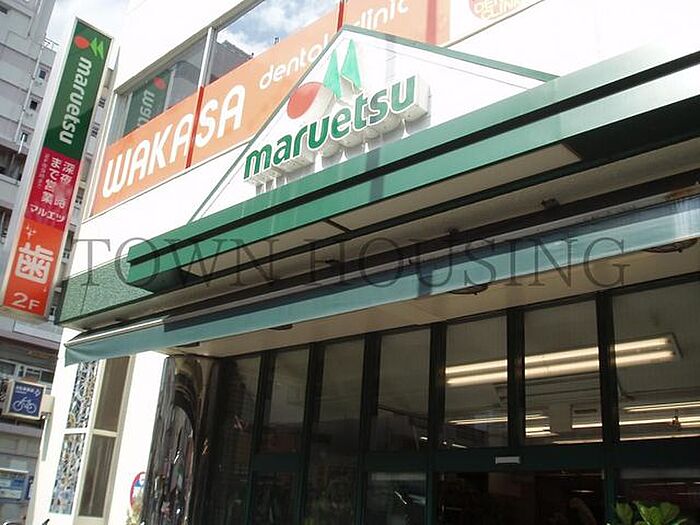 WAKASA dental clinic
maruetsu
maruetsu
深夜
まで営業
マルエツ
歯
2F
TOWN HOUSING